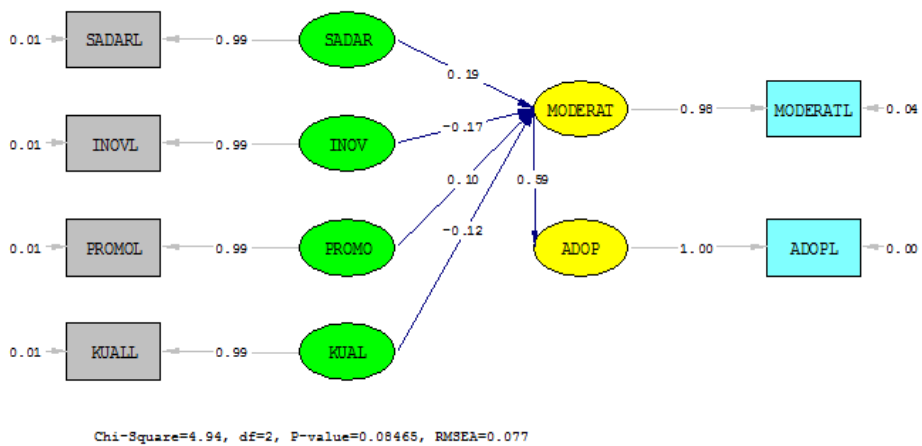 0.01 SADARL 0.99 SADAR
0.19
MODERAT 0.98 MODERATL 0.04
0.01 INOVL 0.99 INOV -0.17
0.10 0.59
0.01 PROMOL 0.99 PROMO -0.12 ADOP 1.00 ADOPL 0.00
0.01 KUALL 0.99 KUAL
Chi-Square=4.94, df=2, P-value=0.08465, RMSEA=0.077